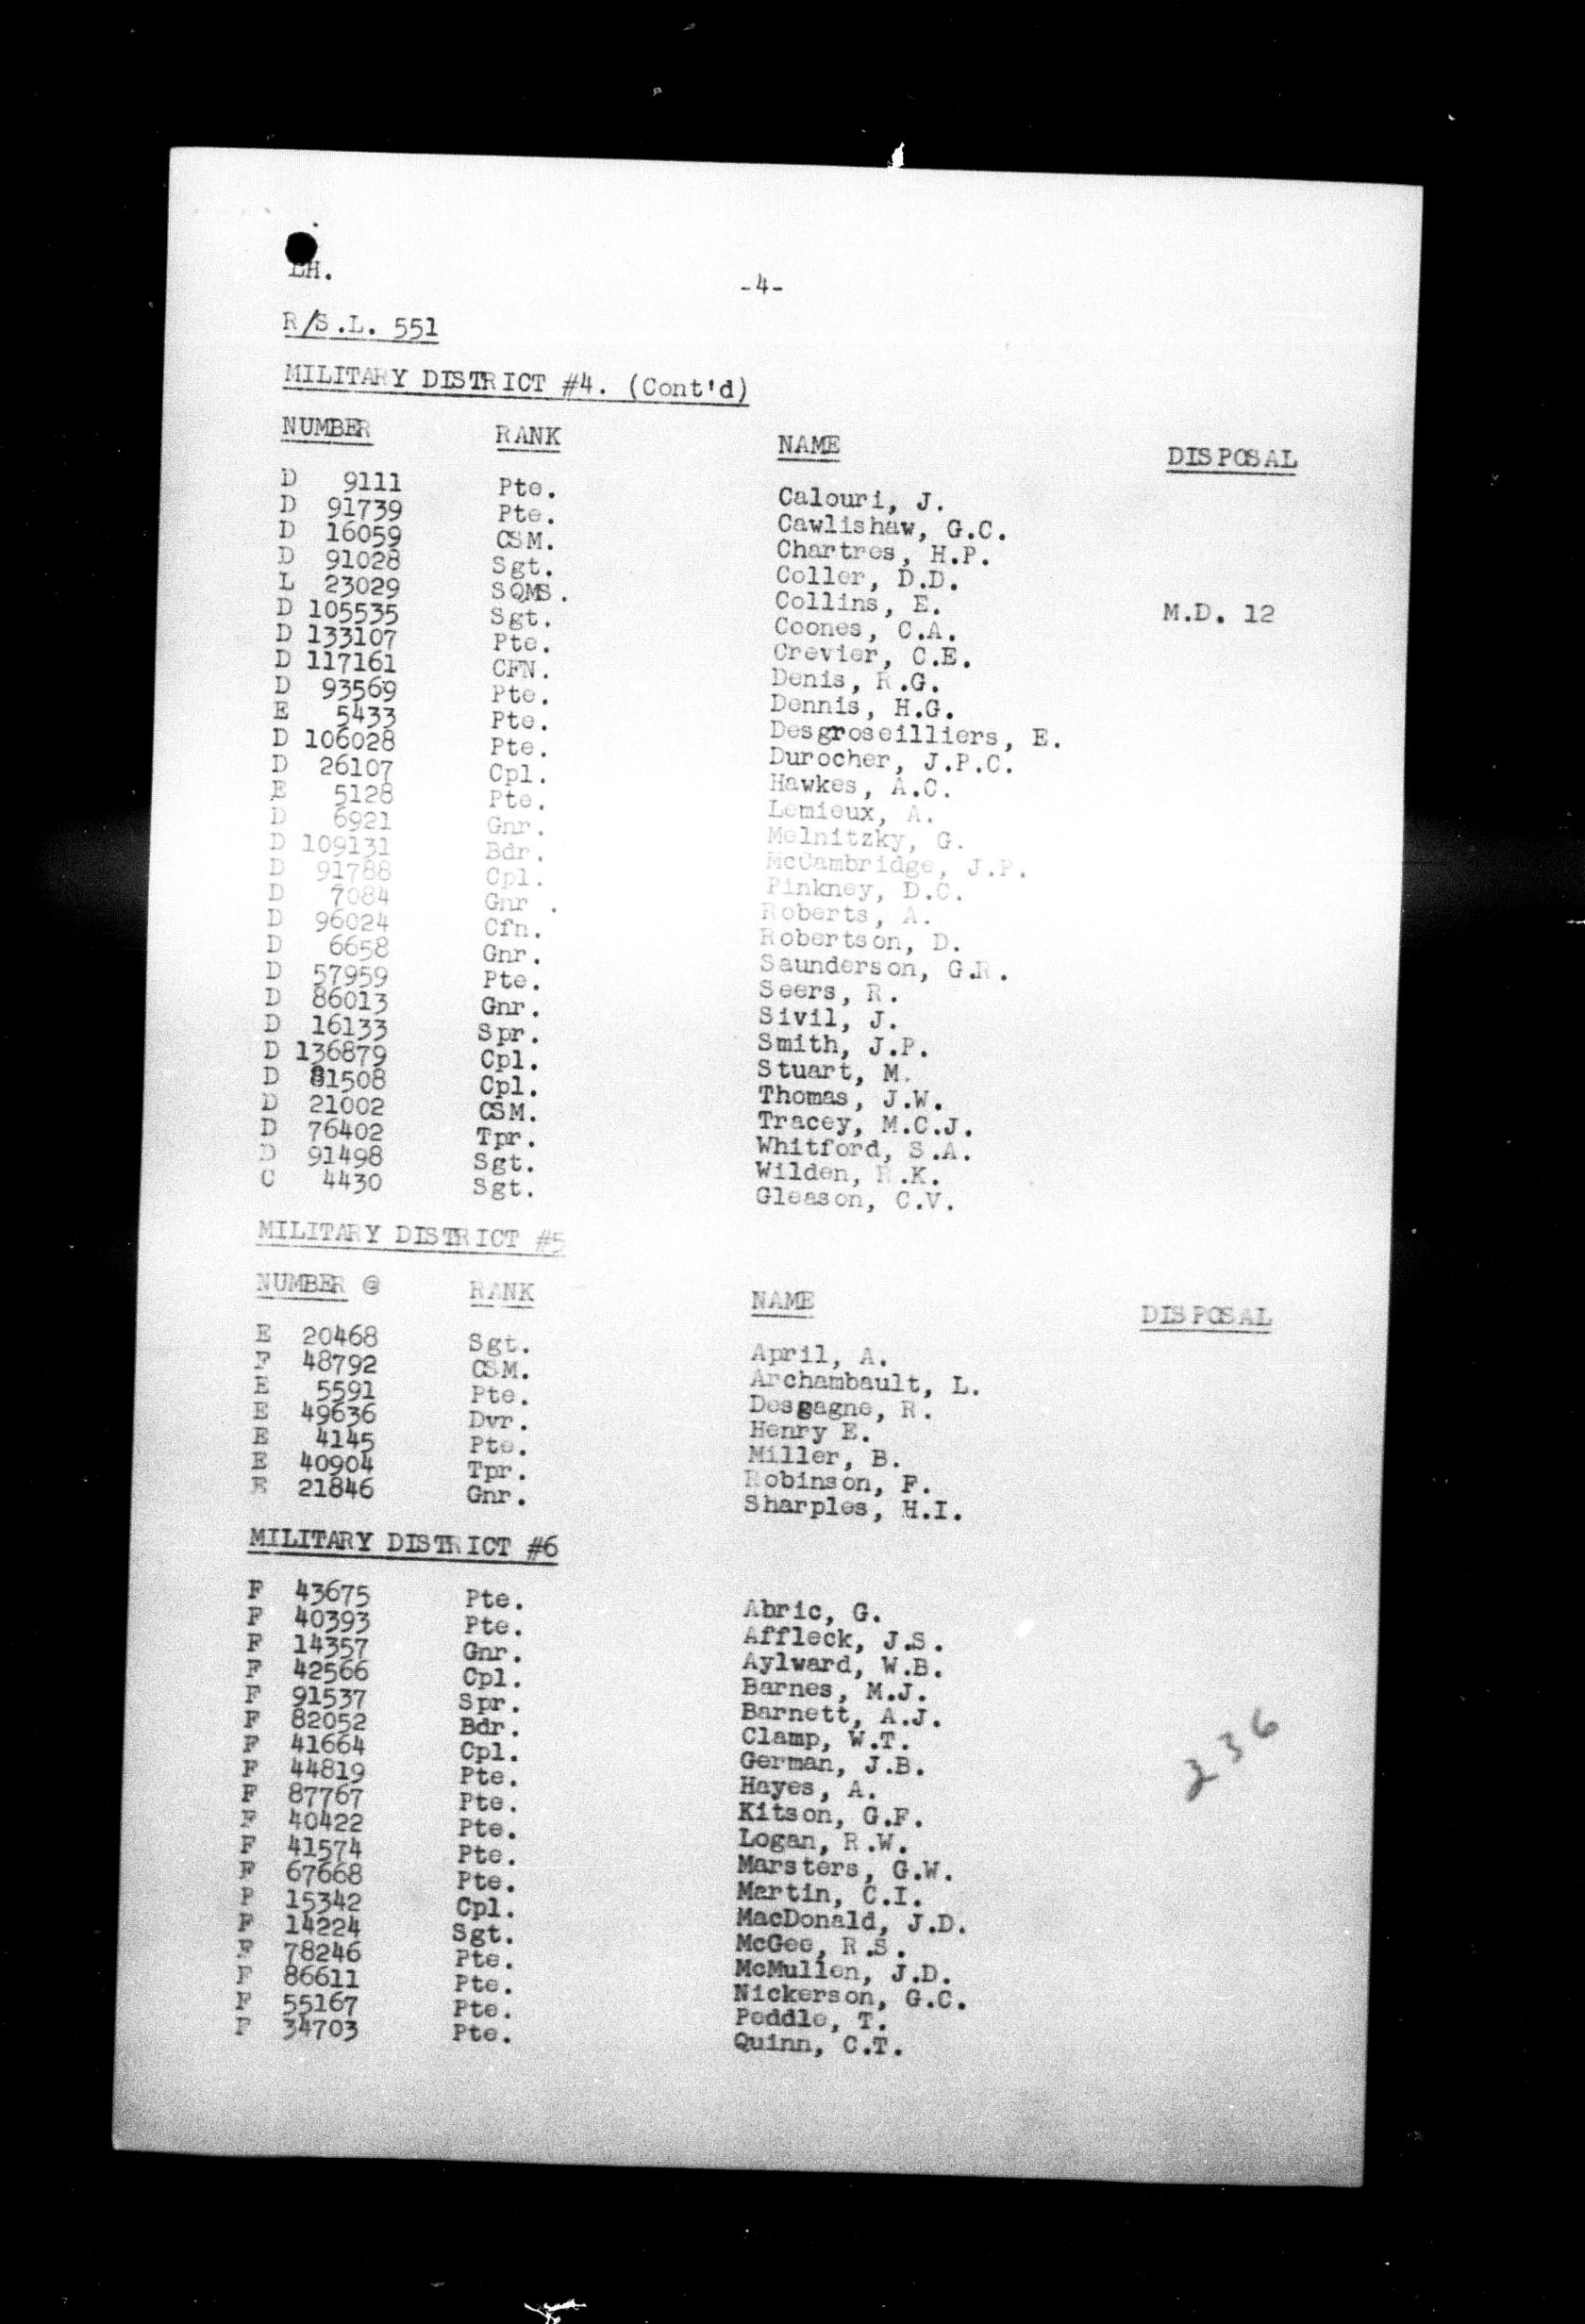 LH.
-4-
R/S.L. 551
MILITARY DISTRICT #4. (Cont'd)
NUMBER RANK NAME DISPOSAL
D 9111 Pte. Calouri, J.
D 91739 Pte. Cawlishaw, G.C.
D 16059 CSM. Chartres, H.P.
D 91028 Sgt. Coller, D.D.
L 23029 SQMS. Collins, E. M.D. 12
D 105535 Sgt. Coones, C.A.
D 133107 Pte. Crevier, C.E.
D 117161 CFN. Denis, R.G.
D 93569 Pte. Dennis, H.G.
E 5433 Pte. Desgroseilliers, E.
D 106028 Pte. Durocher, J.P.C.
D 26107 Cpl. Hawkes, A.C.
E 5128 Pte. Lemieux, A.
D 6921 Gnr. Melnitzky, G.
D 109131 Bdr. McCambridge, J.P.
D 91788 Cpl. Pinkney, D.C.
D 7084 Gnr . Roberts, A.
D 96024 Cfn. Robertson, D.
D 6658 Gnr. Saunderson, G.R.
D 57959 Pte. Seers, R.
D 86013 Gnr. Sivil, J.
D 16133 Spr. Smith, J.P.
D 136879 Cpl. Stuart, M.
D 81508 Cpl. Thomas, J.W.
D 21002 CSM. Tracey, M.C.J.
D 76402 Tpr. Whitford, S.A.
D 91498 Sgt. Wilden, R.K.
C 4430 Sgt. Gleason, C.V.
MILITARY DISTRICT #5
NUMBER @ RANK NAME DISPOSAL
E 20468 Sgt. April, A.
F 48792 CSM. Archambault, L.
E 5591 Pte. Desgagne, R.
E 49636 Dvr. Henry E.
E 4145 Pte. Miller, B.
E 40904 Tpr. Robinson, F.
E 21846 Gnr. Sharples, H.I.
MILITARY DISTRICT #6
F 43675 Pte. Abric, G.
F 40393 Pte. Affleck, J.S.
F 14357 Gnr. Aylward, W.B.
F 42566 Cpl. Barnes, M.J.
F 91537 Spr. Barnett, A.J.
F 82052 Bdr. Clamp, W.T.
F 41664 Cpl. German, J.B.
F 44819 Pte. Hayes, A.
F 87767 Pte. Kitson, G.F.
F 40422 Pte. Logan, R.W.
F 41574 Pte. Marsters, G.W.
F 67668 Pte. Martin, C.I.
F 15342 Cpl. MacDonald, J.D.
F 14224 Sgt. McGee, R.S.
F 78246 Pte. McMullen, J.D.
F 86611 Pte. Nickerson, G.C.
F 55167 Pte. Peddle, T.
F 34703 Pte. Quinn, C.T.
236